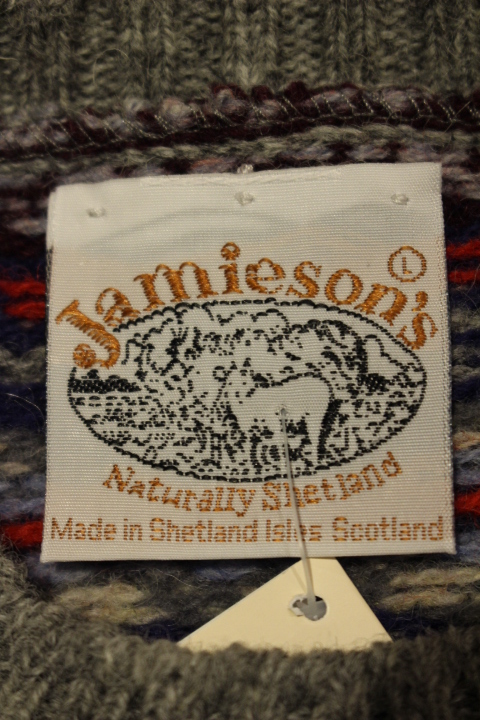 Jamieson's
L
Naturally Shetland
Made in Shetland Isles Scotland